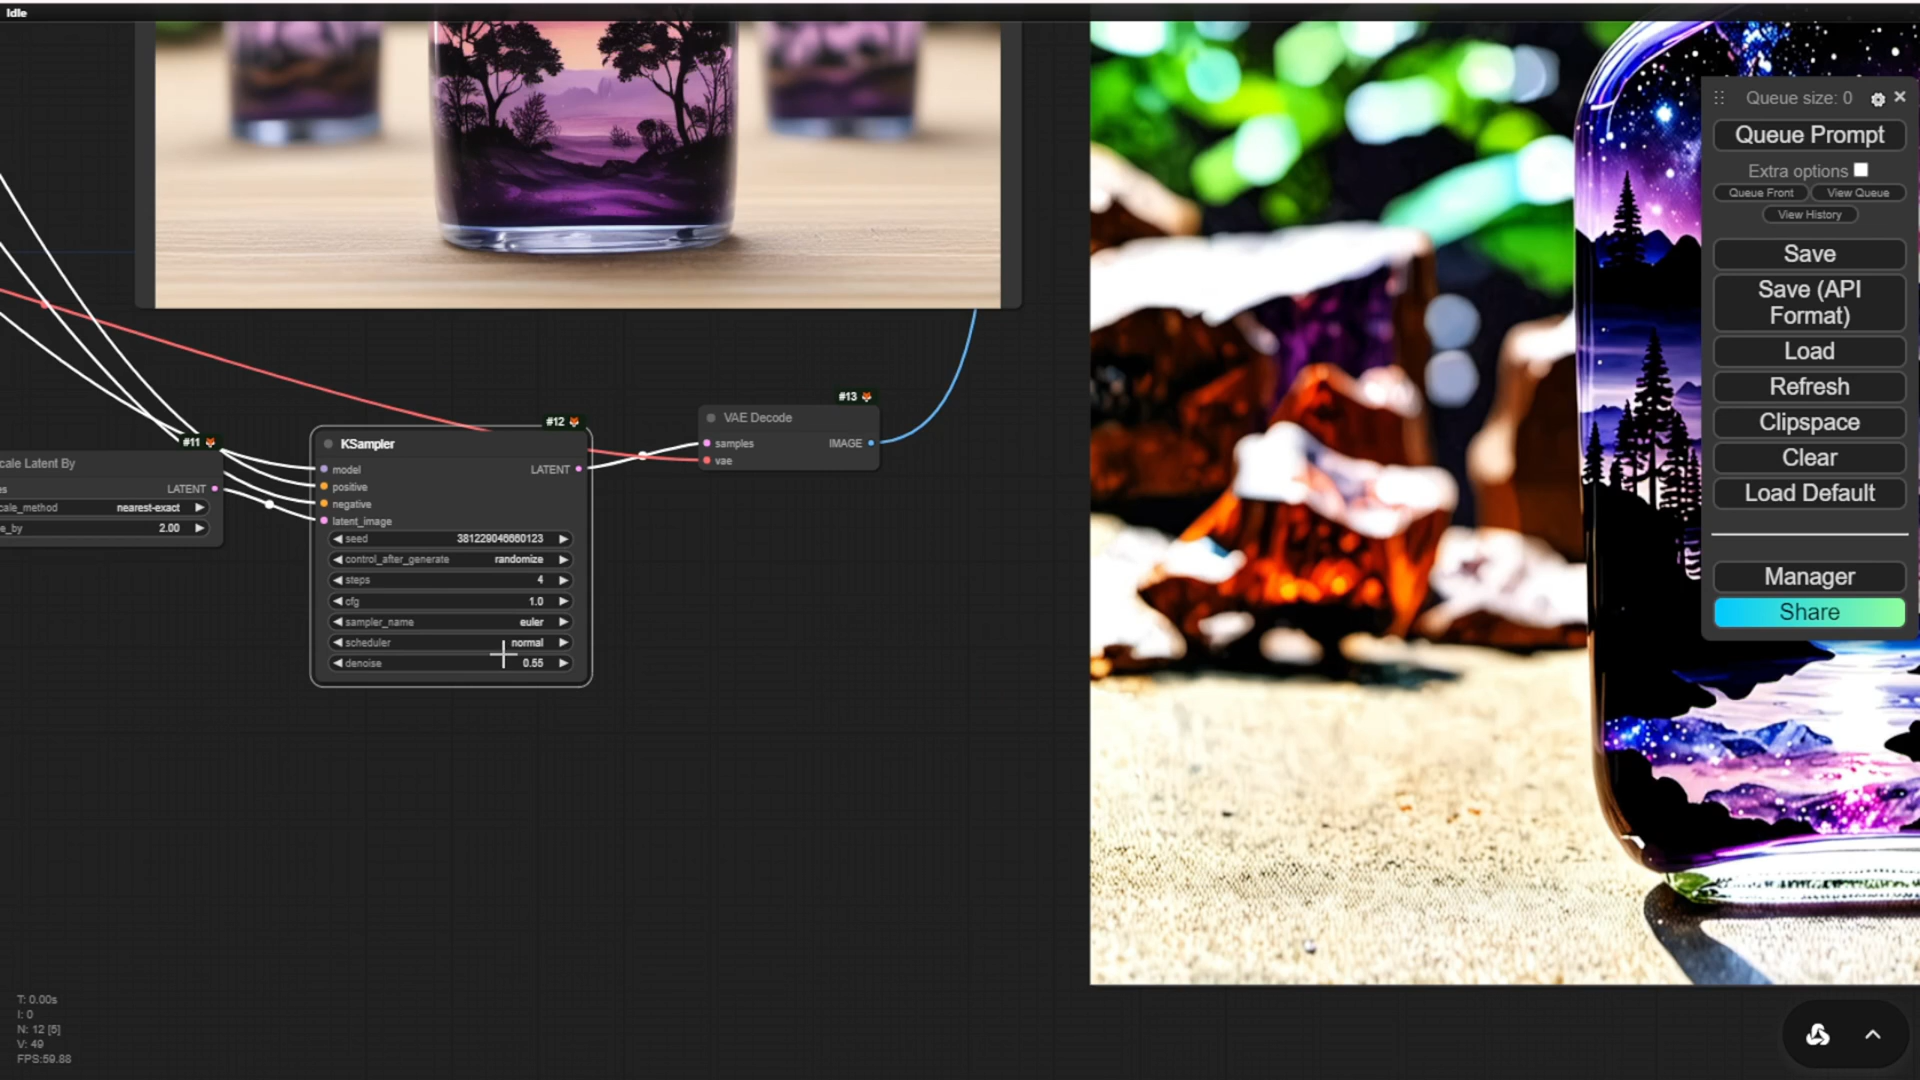 Idle
Queue size: 0
Queue Prompt
Extra options
Queue Front
View Queue
View History
Save
Save (API
Format)
Load
Refresh
Clipspace
Clear
Load Default
Manager
Share
#11
cale Latent By
es
LATENT
cale_method
nearest-exact
e_by
2.00
#12
KSampler
model
LATENT
positive
negative
latent_image
seed
381229046660123
control_after_generate
randomize
steps
4
cfg
1.0
sampler_name
euler
scheduler
normal
denoise
0.55
#13
VAE Decode
samples
IMAGE
vae
T: 0.00s
I: 0
N: 12 [5]
V: 49
FPS:59.88